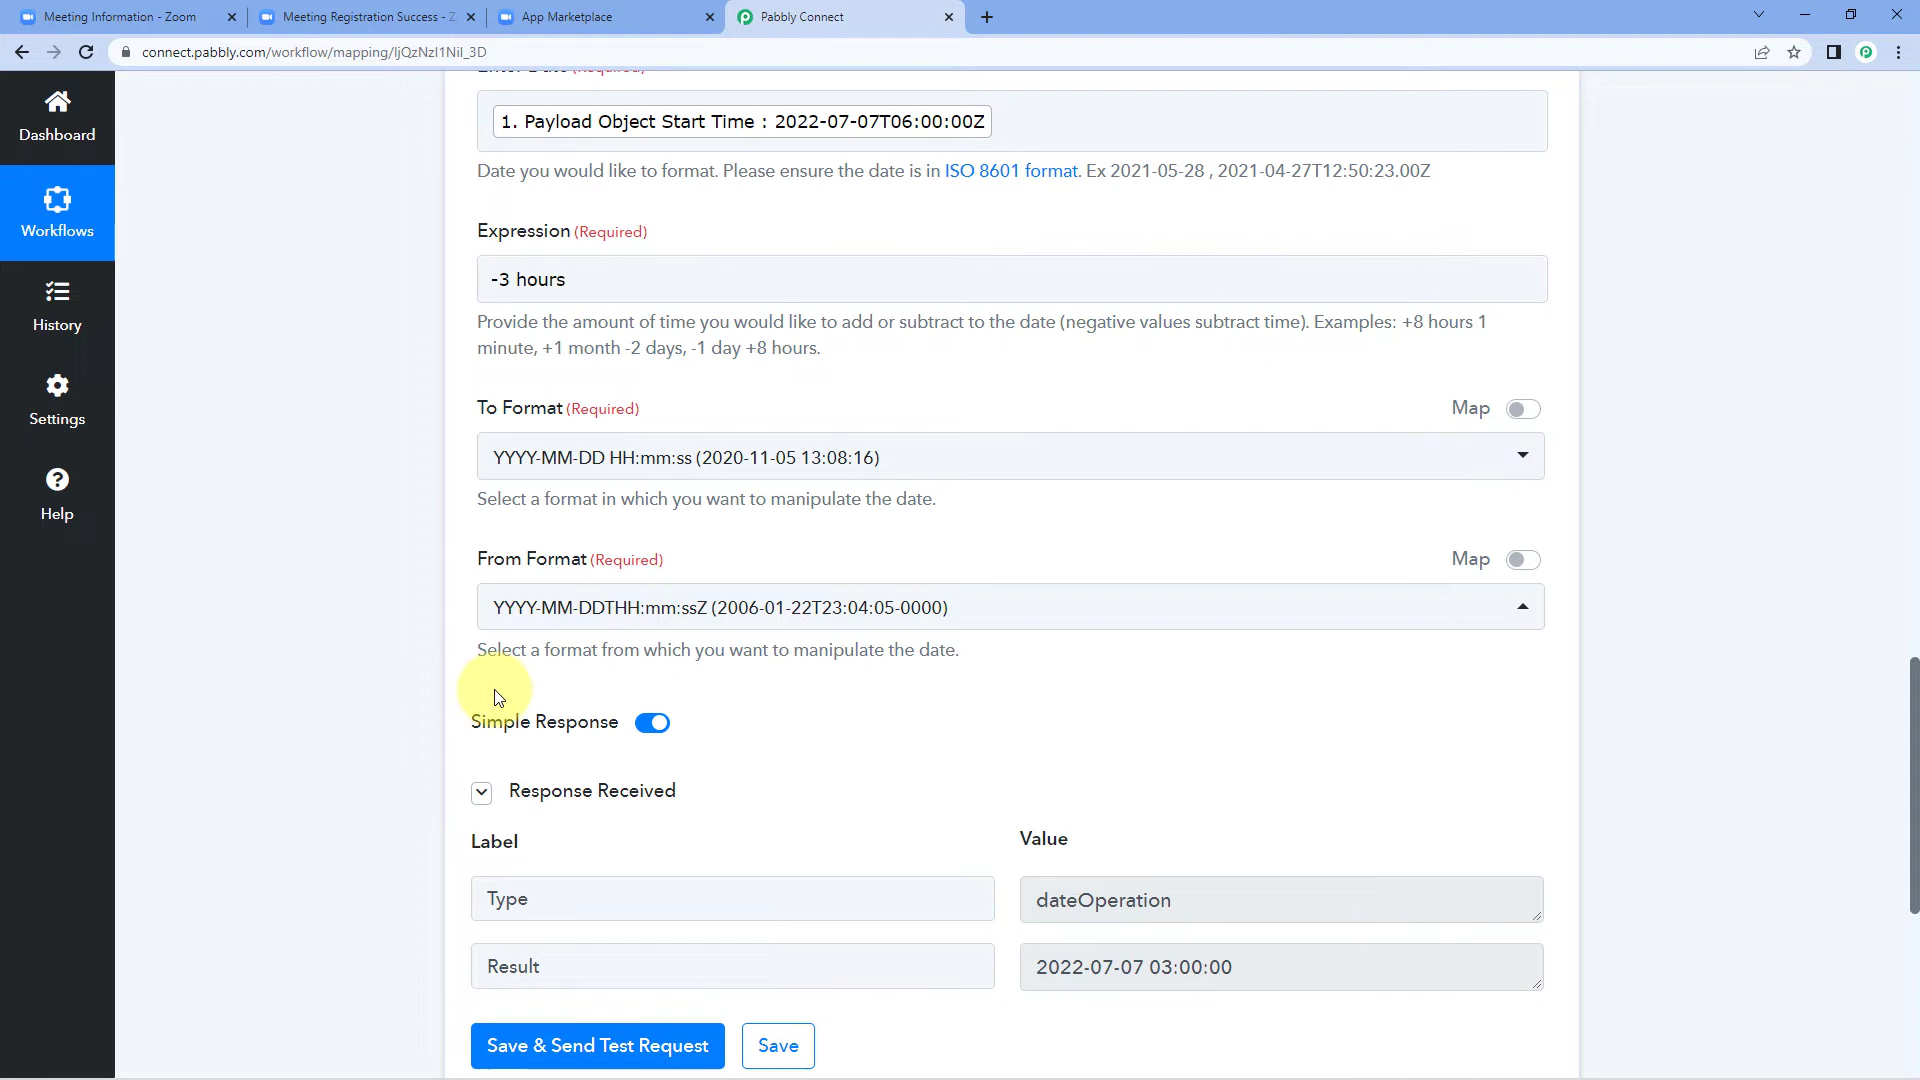 Meeting Information - Zoom
Meeting Registration Success - Z
App Marketplace
Pabbly Connect
connect.pabbly.com/workflow/mapping/IjQzNzI1NiI_3D
Dashboard
Workflows
History
Settings
Help
Enter Date (Required)
1. Payload Object Start Time : 2022-07-07T06:00:00Z
Date you would like to format. Please ensure the date is in ISO 8601 format. Ex 2021-05-28 , 2021-04-27T12:50:23.00Z
Expression (Required)
-3 hours
Provide the amount of time you would like to add or subtract to the date (negative values subtract time). Examples: +8 hours 1
minute, +1 month -2 days, -1 day +8 hours.
To Format (Required)
Map
YYYY-MM-DD HH:mm:ss (2020-11-05 13:08:16)
Select a format in which you want to manipulate the date.
From Format (Required)
Map
YYYY-MM-DDTHH:mm:ssZ (2006-01-22T23:04:05-0000)
Select a format from which you want to manipulate the date.
Simple Response
Response Received
Label
Value
Type
dateOperation
Result
2022-07-07 03:00:00
Save & Send Test Request
Save